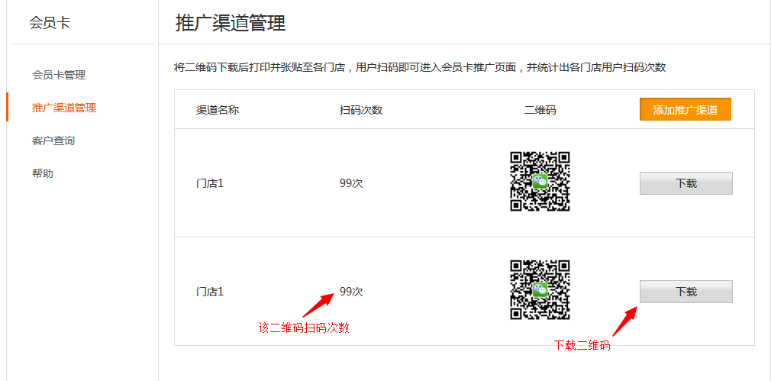 会员卡
推广渠道管理
会员卡管理
推广渠道管理
客户查询
帮助
将二维码下载后打印并张贴至各门店，用户扫码即可进入会员卡推广页面，并统计出各门店用户扫码次数
渠道名称 扫码次数 二维码 添加推广渠道
门店1 99次 下载
门店1 99次 下载
该二维码扫码次数
下载二维码